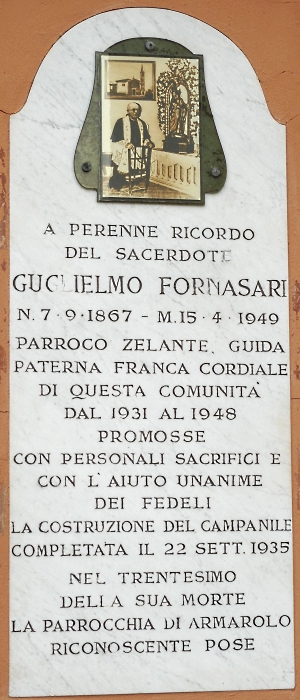 A PERENNE RICORDO
DEL SACERDOTE
GUGLIELMO FORNASARI
N. 7·9·1867 - M.15·4·1949
PARROCO ZELANTE, GUIDA
PATERNA FRANCA CORDIALE
DI QUESTA COMUNITA'
DAL 1931 AL 1948
PROMOSSE
CON PERSONALI SACRIFICI E
CON L'AIUTO UNANIME
DEI FEDELI
LA COSTRUZIONE DEL CAMPANILE
COMPLETATA IL 22 SETT. 1935
NEL TRENTESIMO
DELLA SUA MORTE
LA PARROCCHIA DI ARMAROLO
RICONOSCENTE POSE